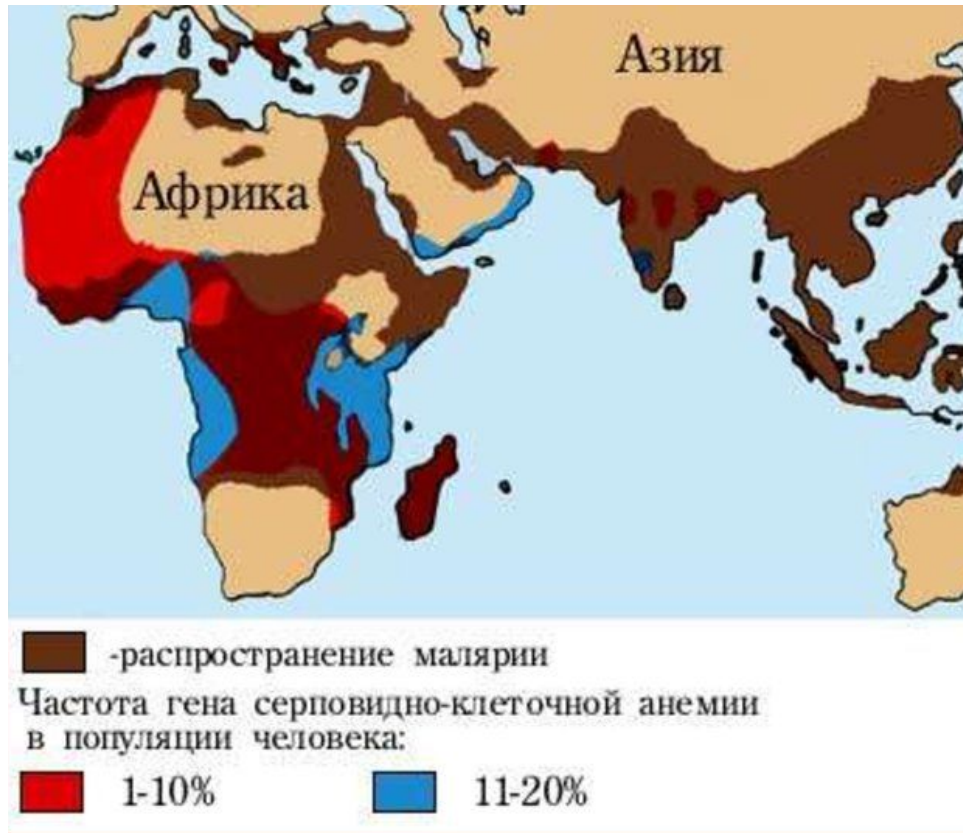 Азия
Африка
-распространение малярии
Частота гена серповидно-клеточной анемии
в популяции человека:
1-10%
11-20%